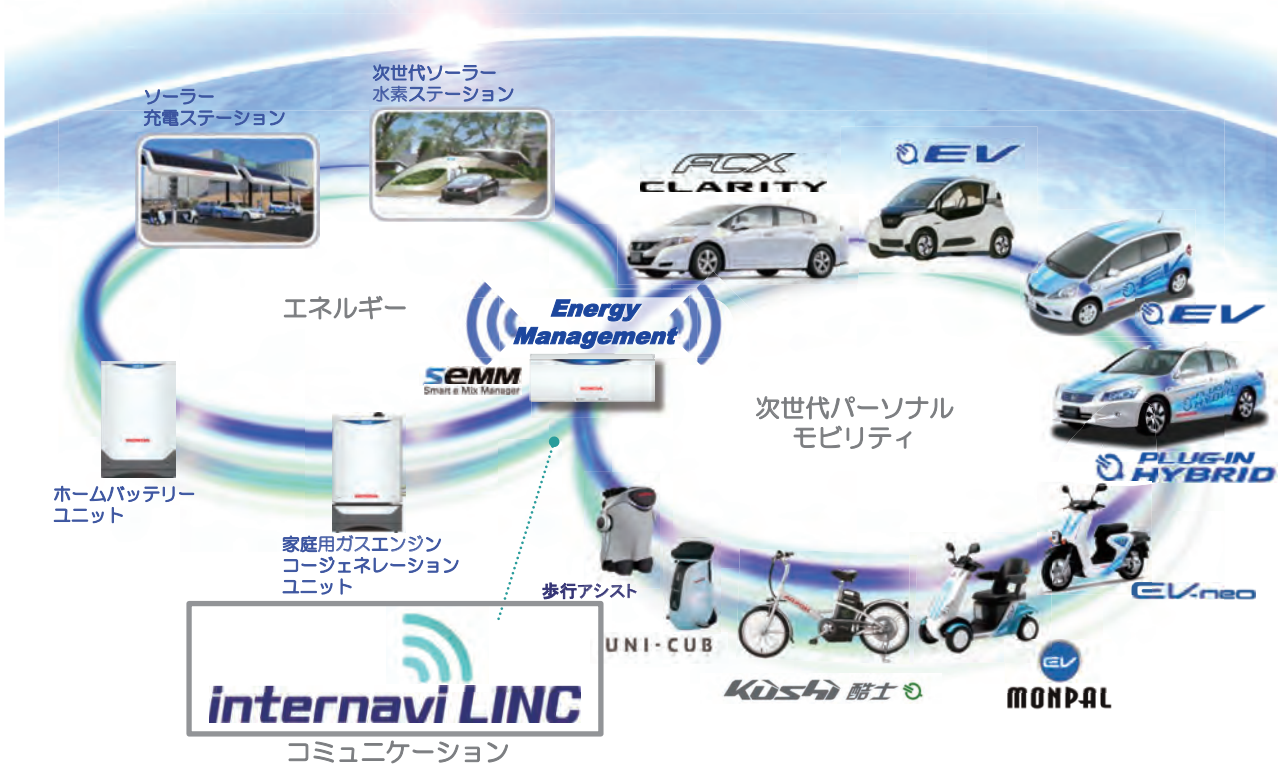 ソーラー
充電ステーション
次世代ソーラー
水素ステーション
FCX
CLARITY
EV
EV
エネルギー
Energy
Management
SeMM
Smart e Mix Manager
HONDA
次世代パーソナル
モビリティ
PLUG-IN
HYBRID
ホームバッテリー
ユニット
HONDA
家庭用ガスエンジン
コージェネレーション
ユニット
HONDA
歩行アシスト
UNI-CUB
Kushi 酷士
EV
MONPAL
EV-neo
internavi LINC
コミュニケーション